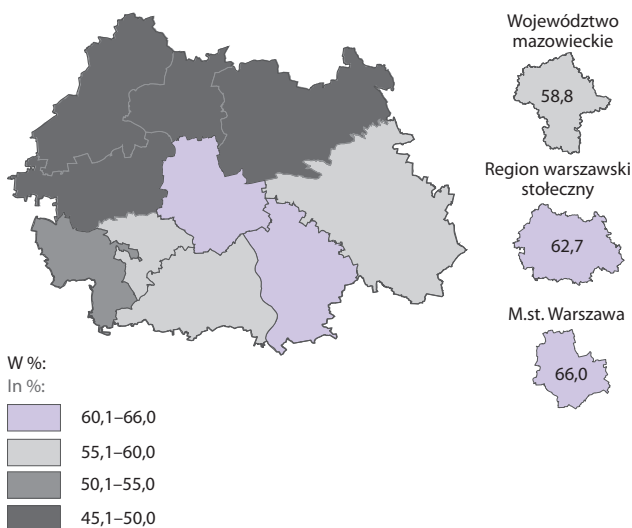 Województwo
mazowieckie
58,8
Region warszawski
stołeczny
62,7
M.st. Warszawa
66,0
W %:
In %:
60,1–66,0
55,1–60,0
50,1–55,0
45,1–50,0